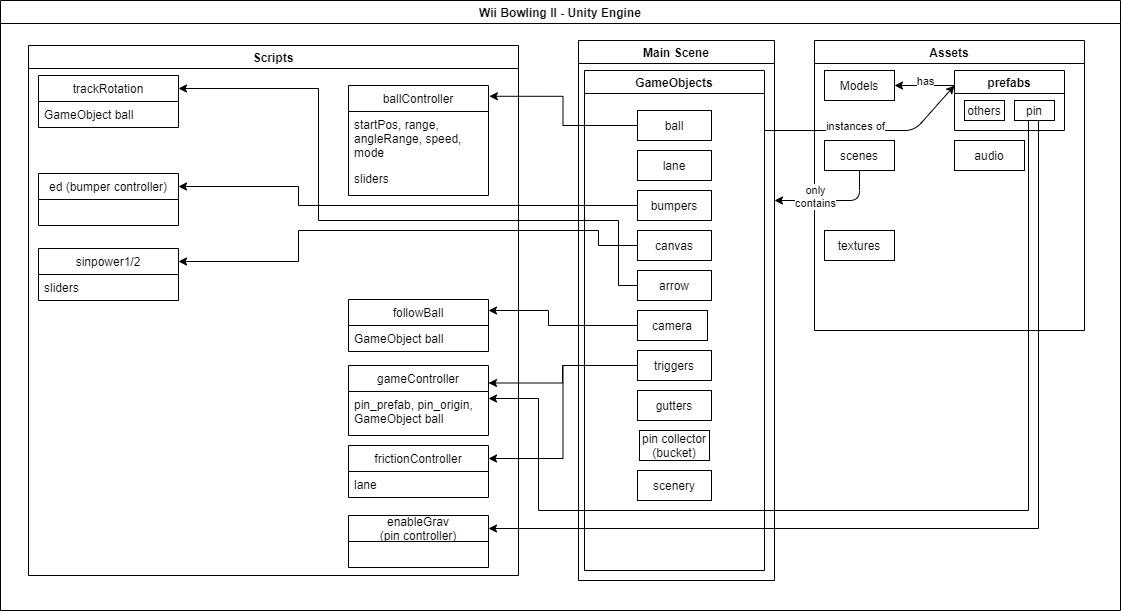 Wii Bowling II - Unity Engine
Scripts
trackRotation
GameObject ball
ballController
startPos, range,
angleRange, speed,
mode
sliders
ed (bumper controller)
sinpower1/2
sliders
followBall
GameObject ball
gameController
pin_prefab, pin_origin,
GameObject ball
frictionController
lane
enableGrav
(pin controller)
Main Scene
GameObjects
ball
lane
bumpers
canvas
arrow
camera
triggers
gutters
pin collector
(bucket)
scenery
Assets
Models
has
prefabs
others
pin
instances of
scenes
audio
only
contains
textures